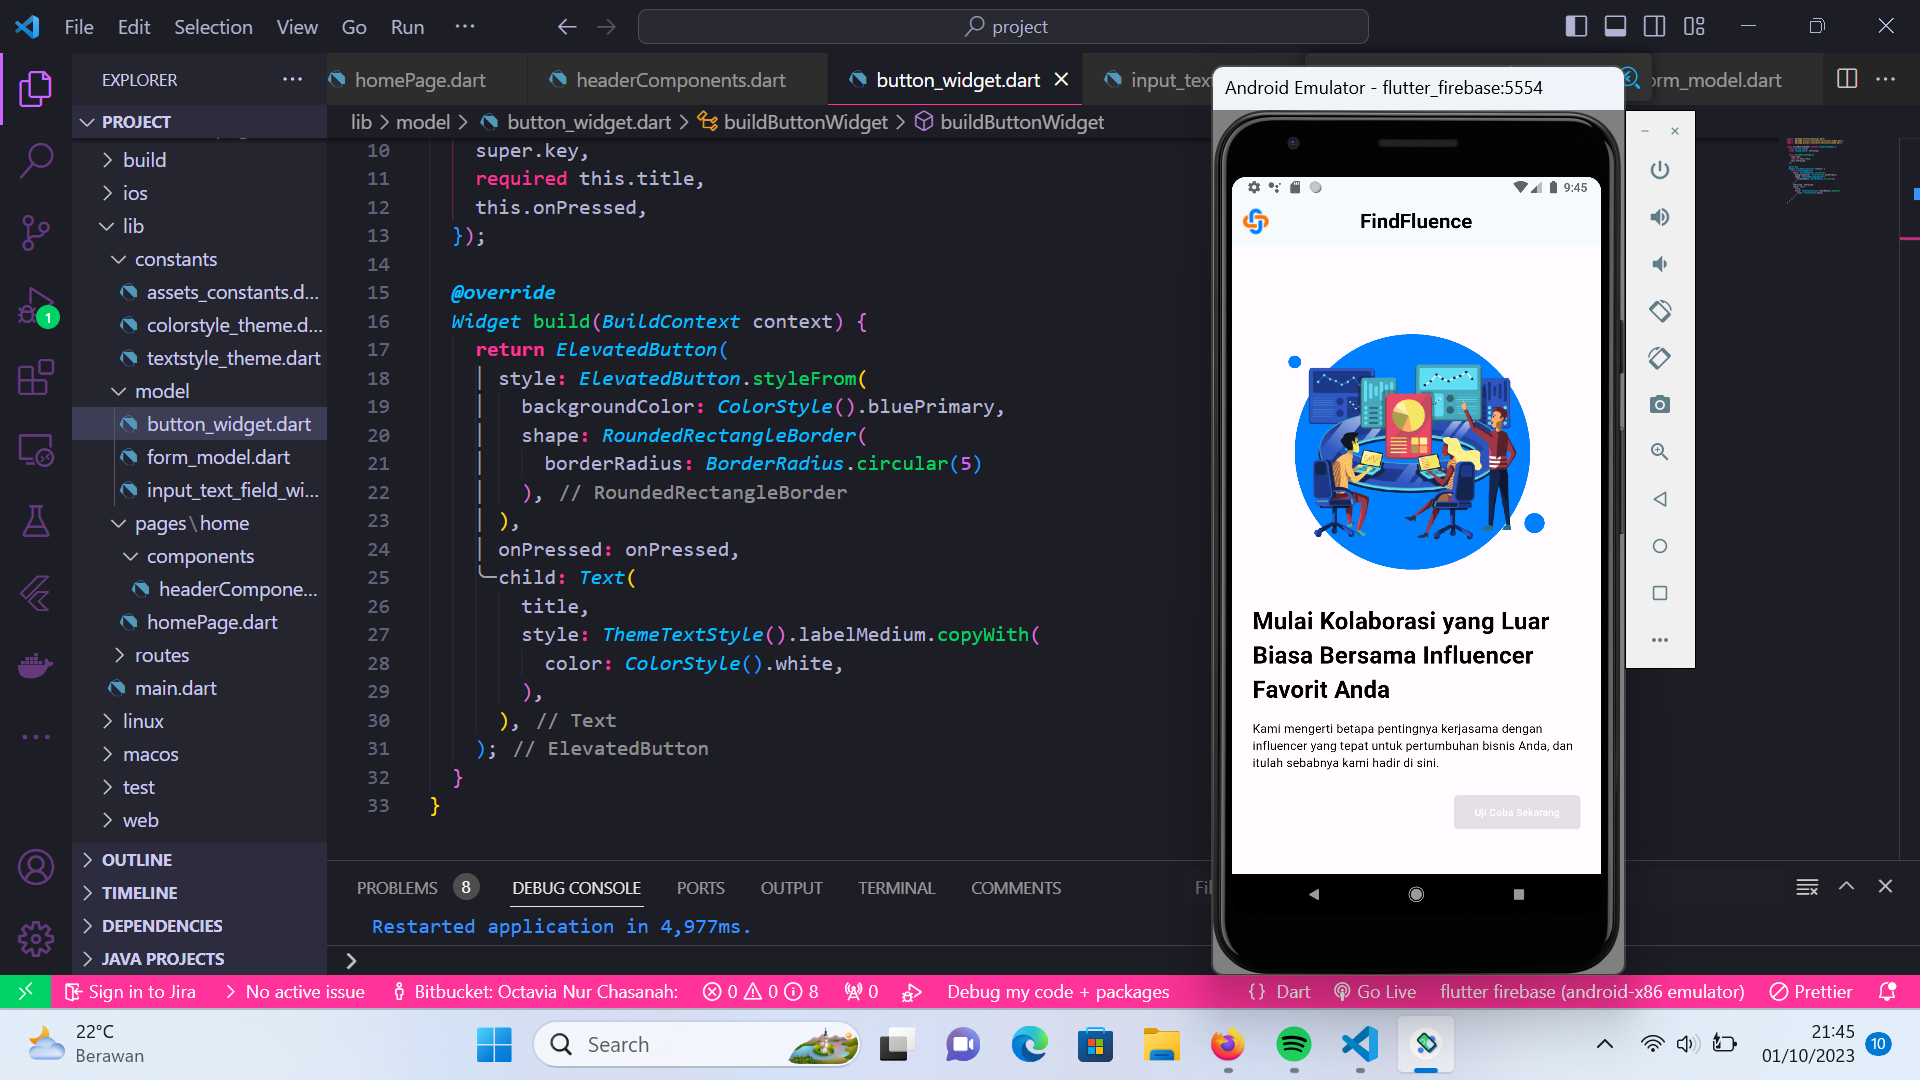 File Edit Selection View Go Run ···
project
EXPLORER
homePage.dart
headerComponents.dart
button_widget.dart
input_tex
orm_model.dart
PROJECT
build
ios
lib
constants
assets_constants.d...
colorstyle_theme.d...
textstyle_theme.dart
model
button_widget.dart
form_model.dart
input_text_field_wi...
pages\home
components
headerCompone...
homePage.dart
routes
main.dart
linux
macos
test
web
OUTLINE
TIMELINE
DEPENDENCIES
JAVA PROJECTS
1
lib > model > button_widget.dart > buildButtonWidget > buildButtonWidget
10 super.key,
11 required this.title,
12 this.onPressed,
13 });
14
15 @override
16 Widget build(BuildContext context) {
17 return ElevatedButton(
18 style: ElevatedButton.styleFrom(
19 backgroundColor: ColorStyle().bluePrimary,
20 shape: RoundedRectangleBorder(
21 borderRadius: BorderRadius.circular(5)
22 ), // RoundedRectangleBorder
23 ),
24 onPressed: onPressed,
25 child: Text(
26 title,
27 style: ThemeTextStyle().labelMedium.copyWith(
28 color: ColorStyle().white,
29 ),
30 ), // Text
31 ); // ElevatedButton
32 }
33 }
PROBLEMS 8 DEBUG CONSOLE PORTS OUTPUT TERMINAL COMMENTS Fil
Restarted application in 4,977ms.
>
Android Emulator - flutter_firebase:5554
9:45
FindFluence
Mulai Kolaborasi yang Luar
Biasa Bersama Influencer
Favorit Anda
Kami mengerti betapa pentingnya kerjasama dengan
influencer yang tepat untuk pertumbuhan bisnis Anda, dan
itulah sebabnya kami hadir di sini.
Uji Coba Sekarang
Sign in to Jira > No active issue Bitbucket: Octavia Nur Chasanah: 0 0 8 0 Debug my code + packages {} Dart Go Live flutter firebase (android-x86 emulator) Prettier
22°C
Berawan
Search
21:45
01/10/2023
10